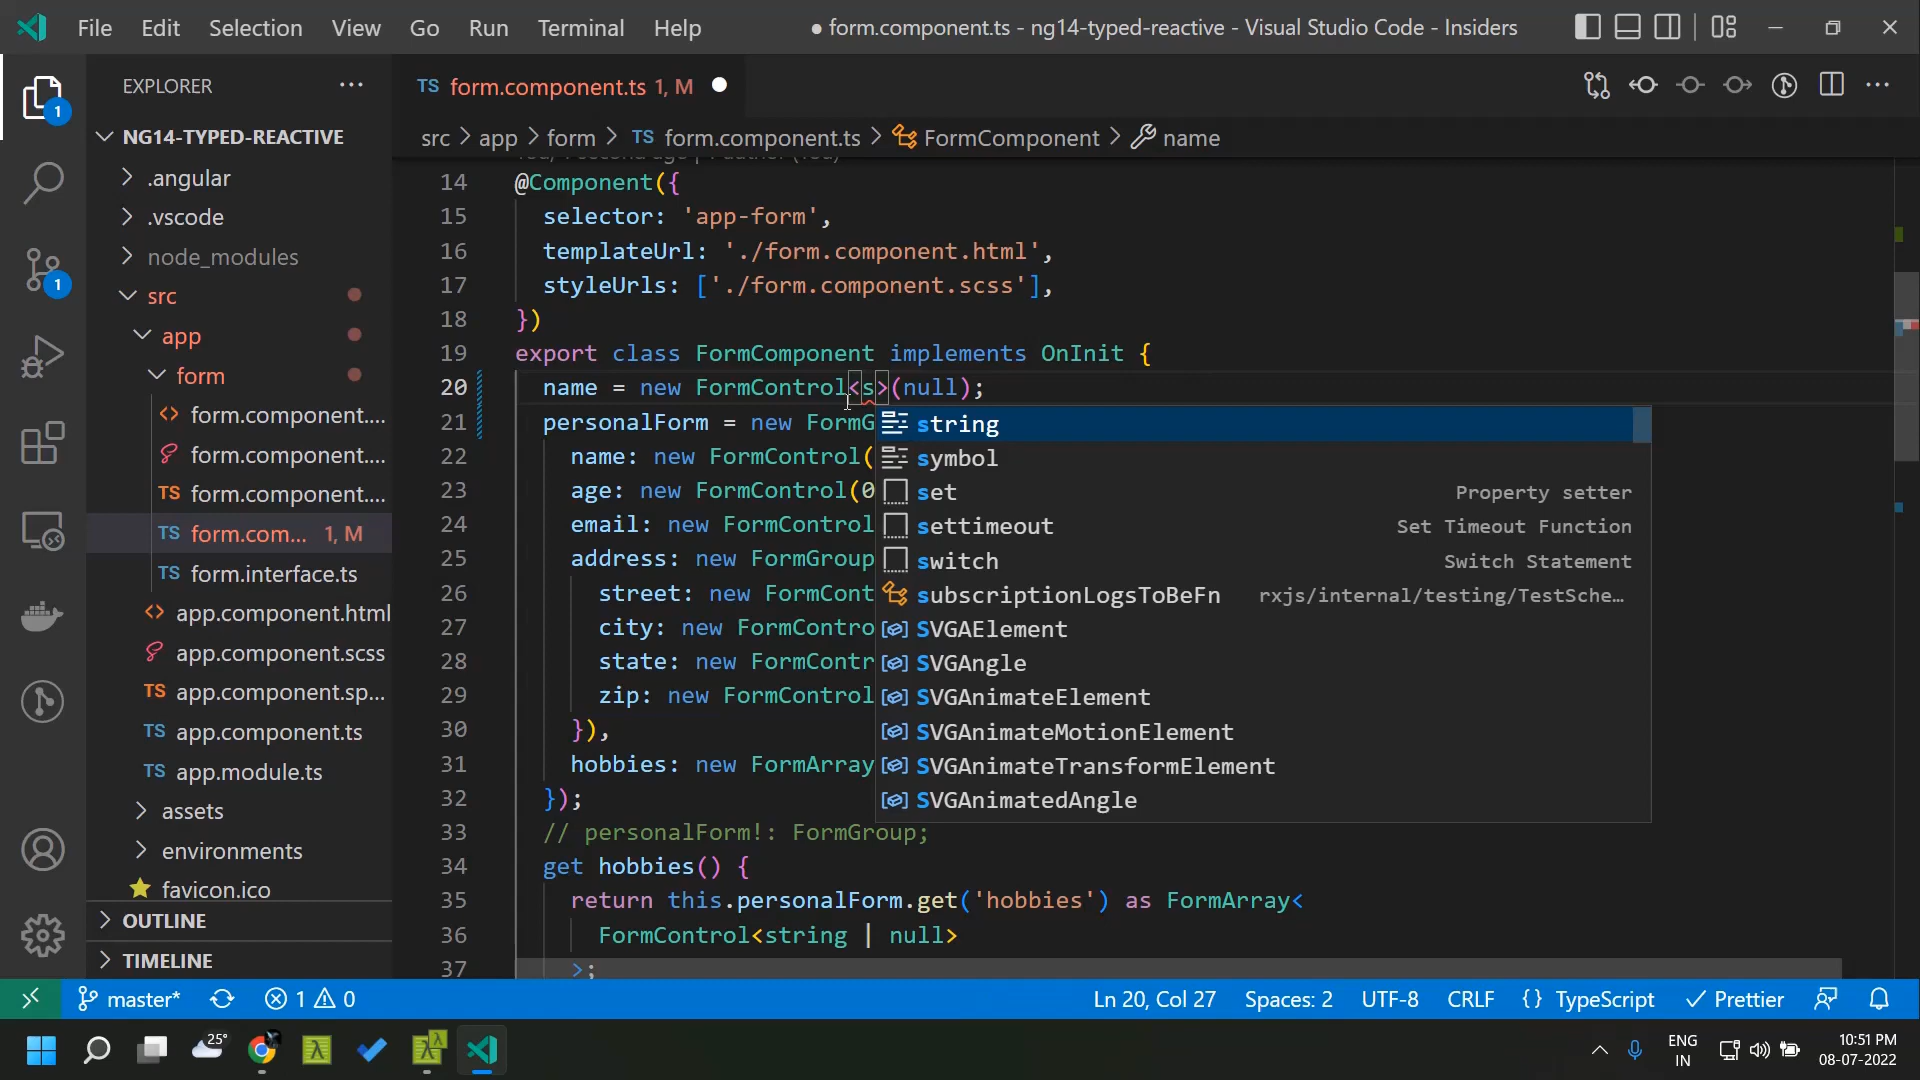 File Edit Selection View Go Run Terminal Help
● form.component.ts - ng14-typed-reactive - Visual Studio Code - Insiders
1
EXPLORER
NG14-TYPED-REACTIVE
.angular
.vscode
node_modules
src
app
form
form.component....
form.component....
TS form.component....
TS form.com... 1, M
TS form.interface.ts
app.component.html
app.component.scss
TS app.component.sp...
TS app.component.ts
TS app.module.ts
assets
environments
favicon.ico
OUTLINE
TIMELINE
1
TS form.component.ts 1, M
src > app > form > TS form.component.ts > FormComponent > name
14 @Component({
15 selector: 'app-form',
16 templateUrl: './form.component.html',
17 styleUrls: ['./form.component.scss'],
18 })
19 export class FormComponent implements OnInit {
20 name = new FormControl<s>(null);
21 personalForm = new FormG
22 name: new FormControl(
23 age: new FormControl(0
24 email: new FormControl
25 address: new FormGroup
26 street: new FormCont
27 city: new FormContro
28 state: new FormContr
29 zip: new FormControl
30 }),
31 hobbies: new FormArray
32 });
33 // personalForm!: FormGroup;
34 get hobbies() {
35 return this.personalForm.get('hobbies') as FormArray<
36 FormControl<string | null>
37 >;
string
symbol
set Property setter
settimeout Set Timeout Function
switch Switch Statement
subscriptionLogsToBeFn rxjs/internal/testing/TestSche...
SVGAElement
SVGAngle
SVGAnimateElement
SVGAnimateMotionElement
SVGAnimateTransformElement
SVGAnimatedAngle
master* 1 0
Ln 20, Col 27 Spaces: 2 UTF-8 CRLF {} TypeScript Prettier
25°
ENG
IN
10:51 PM
08-07-2022